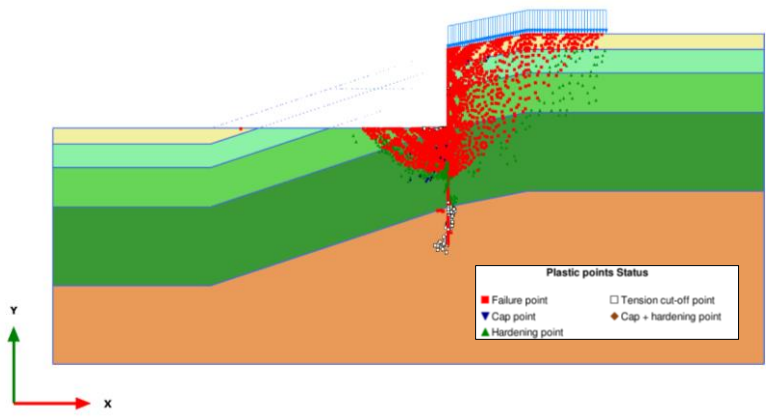 Plastic points Status
Failure point
Tension cut-off point
Cap point
Cap + hardening point
Hardening point
Y
X